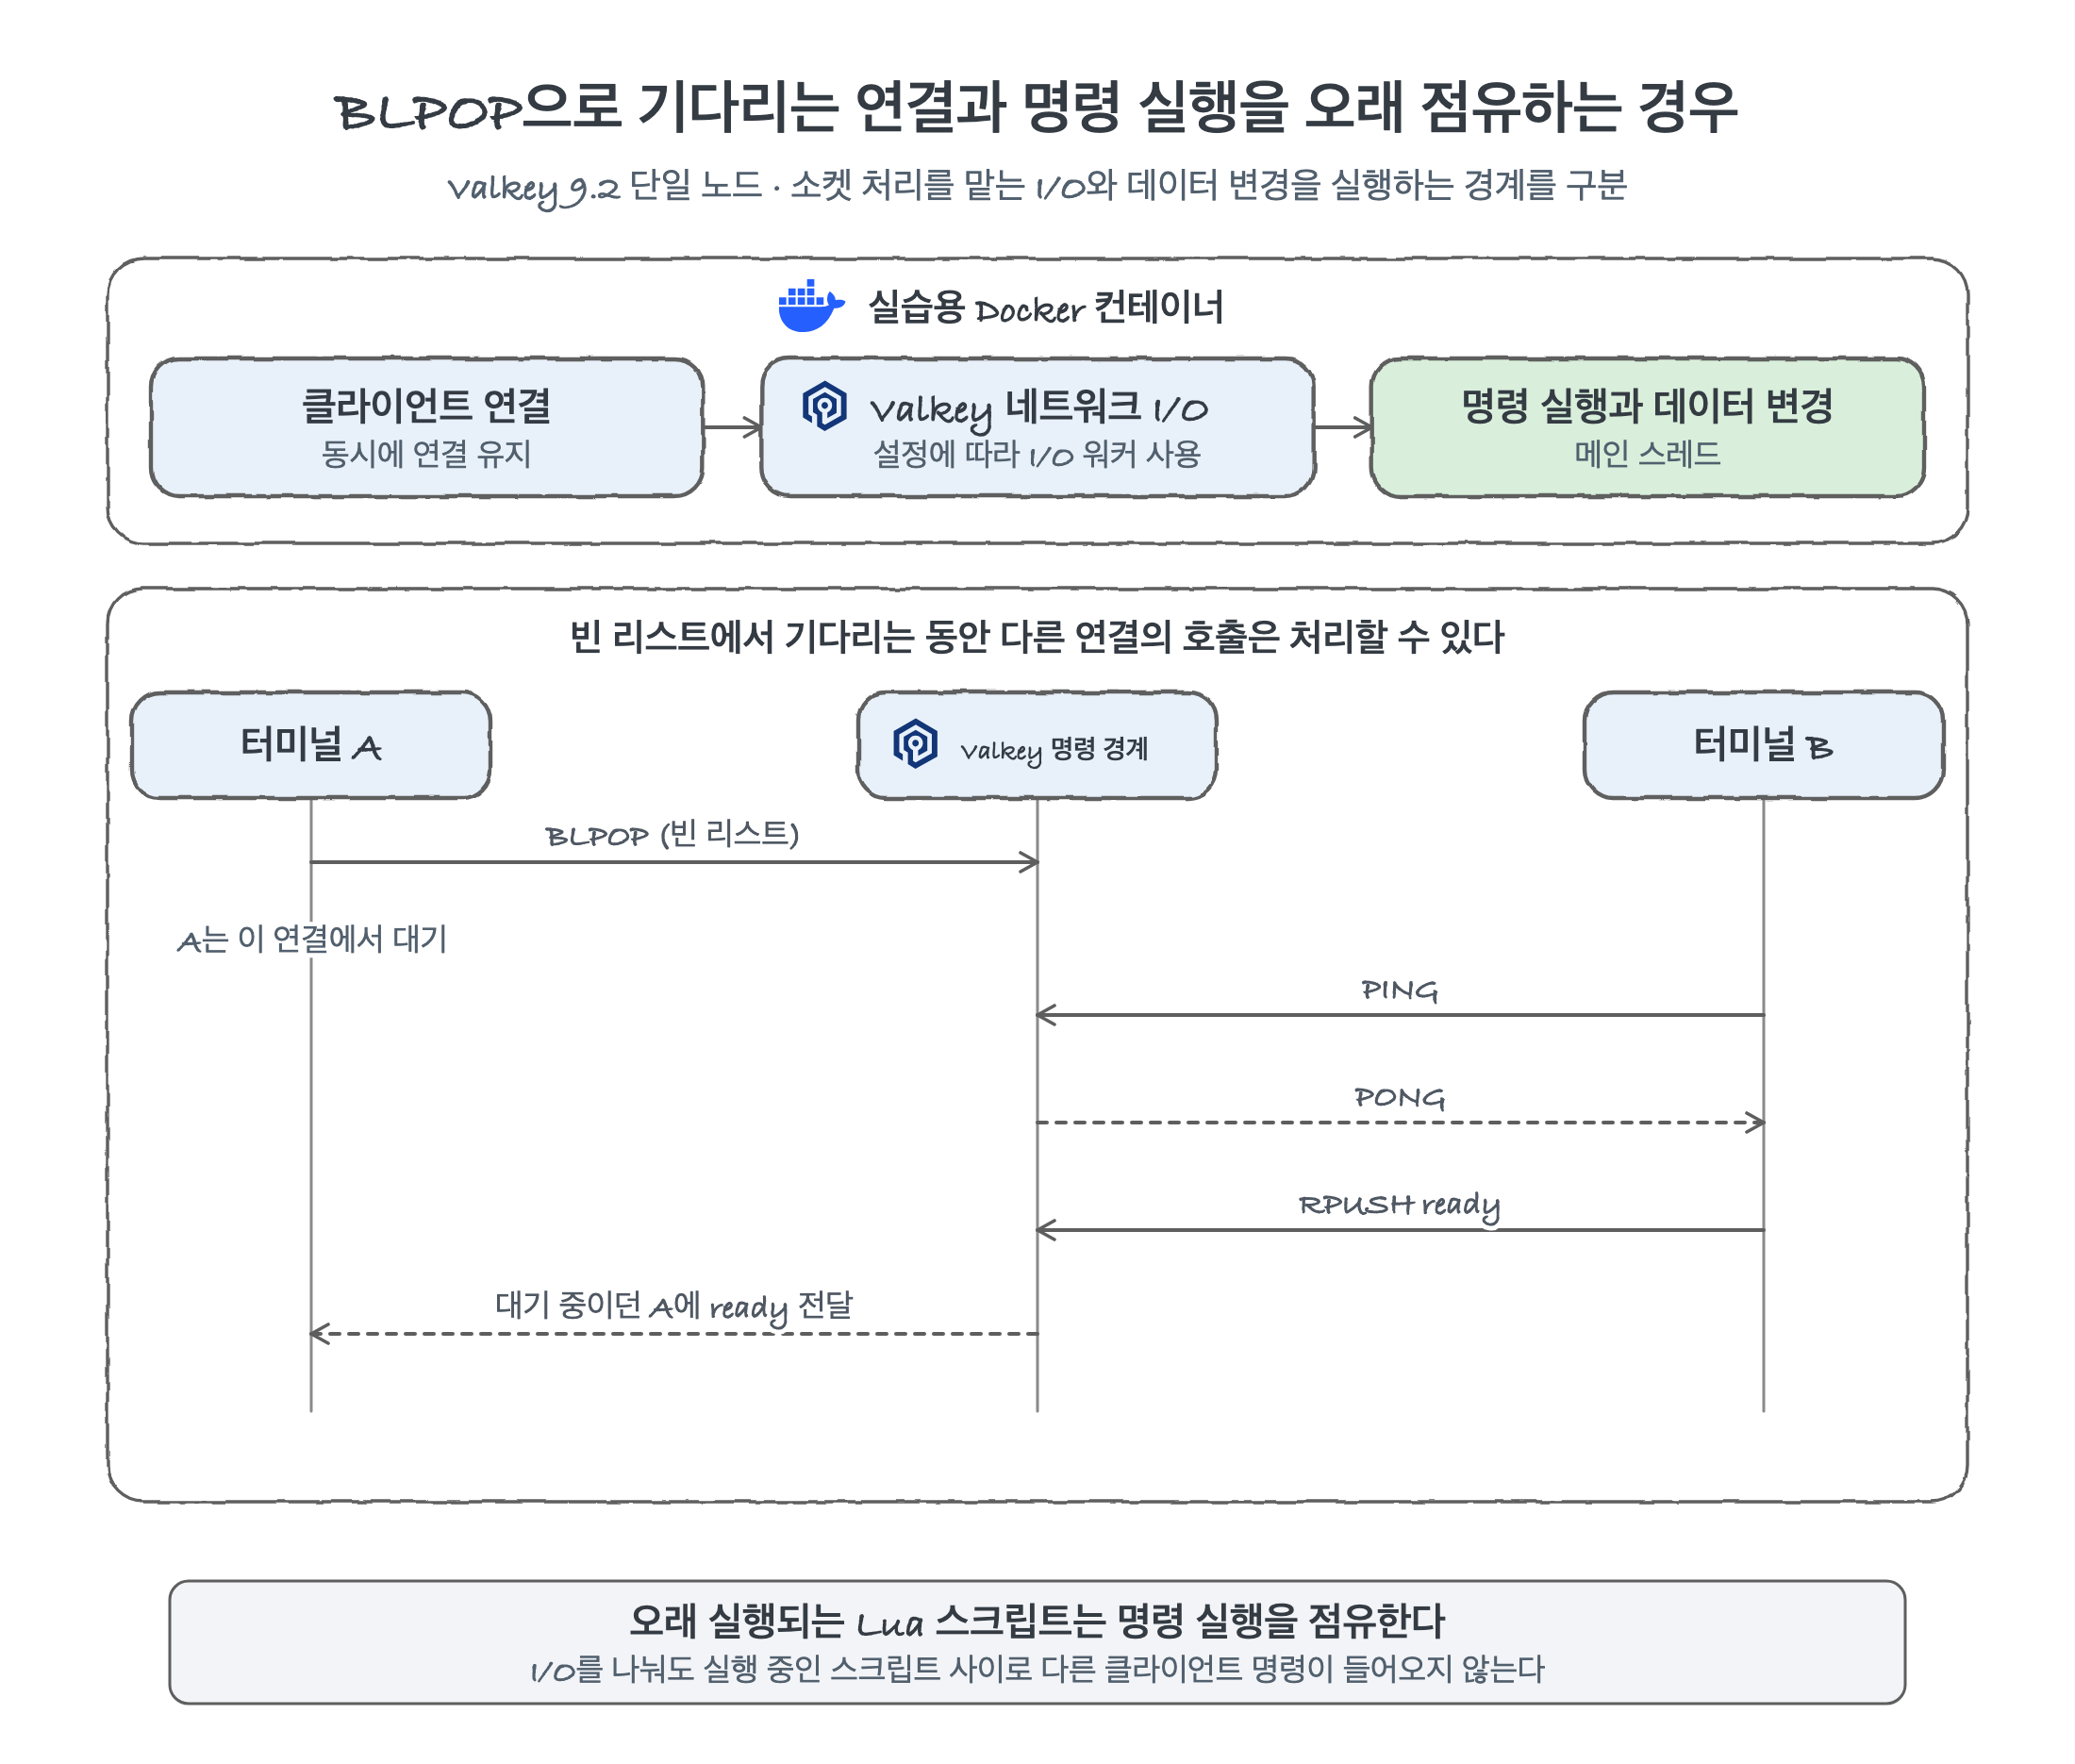 BLPOP으로 기다리는 연결과 명령 실행을 오래 점유하는 경우
Valkey 9.2 단일 노드 · 소켓 처리를 맡는 I/O와 데이터 변경을 실행하는 경계를 구분
실습용 Docker 컨테이너
클라이언트 연결
동시에 연결 유지
Valkey 네트워크 I/O
설정에 따라 I/O 워커 사용
명령 실행과 데이터 변경
메인 스레드
빈 리스트에서 기다리는 동안 다른 연결의 호출은 처리할 수 있다
터미널 A
Valkey 명령 경계
터미널 B
BLPOP (빈 리스트)
A는 이 연결에서 대기
PING
PONG
RPUSH ready
대기 중이던 A에 ready 전달
오래 실행되는 Lua 스크립트는 명령 실행을 점유한다
I/O를 나눠도 실행 중인 스크립트 사이로 다른 클라이언트 명령이 들어오지 않는다